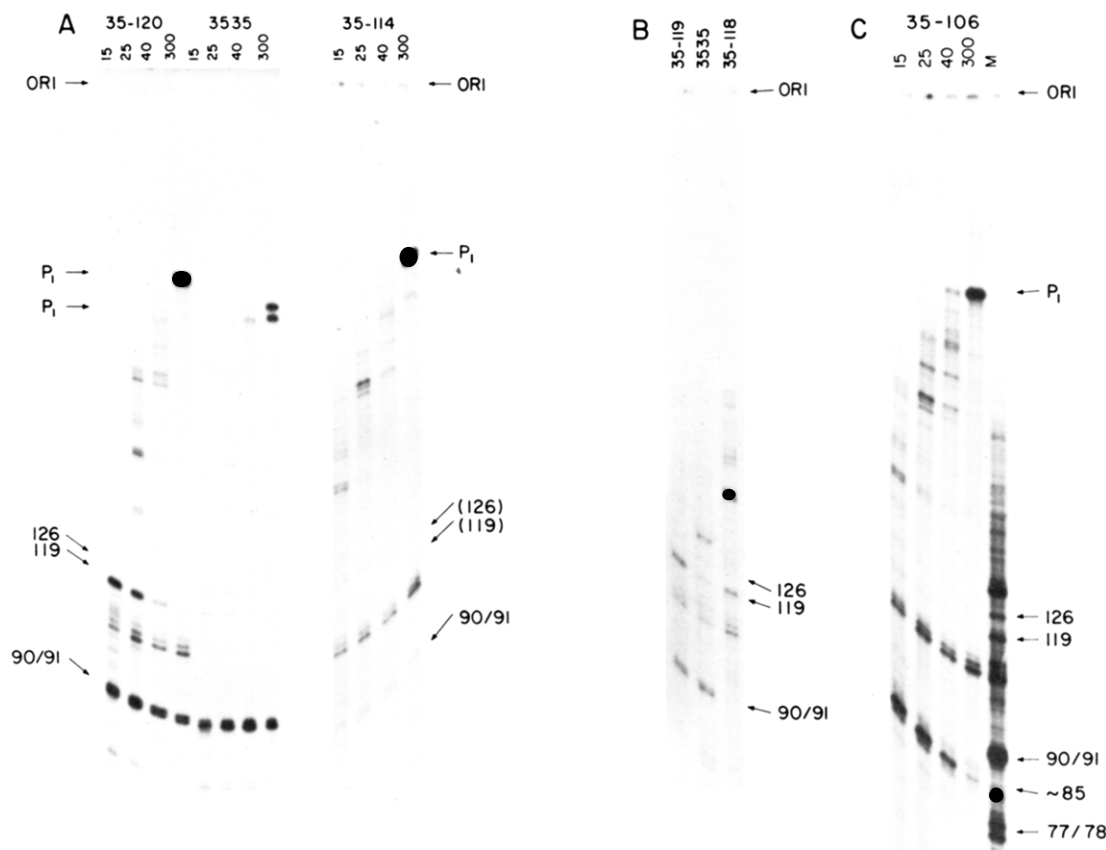 A
35-120 3535 35-114
15 25 40 300 15 25 40 300 15 25 40 300
ORI ORI
P₁ P₁
P₁
(126)
(119)
126
119
90/91
90/91
B
35-119 3535 35-118
ORI
126
119
90/91
C
35-106
15 25 40 300 M
ORI
P₁
126
119
90/91
~85
77/78